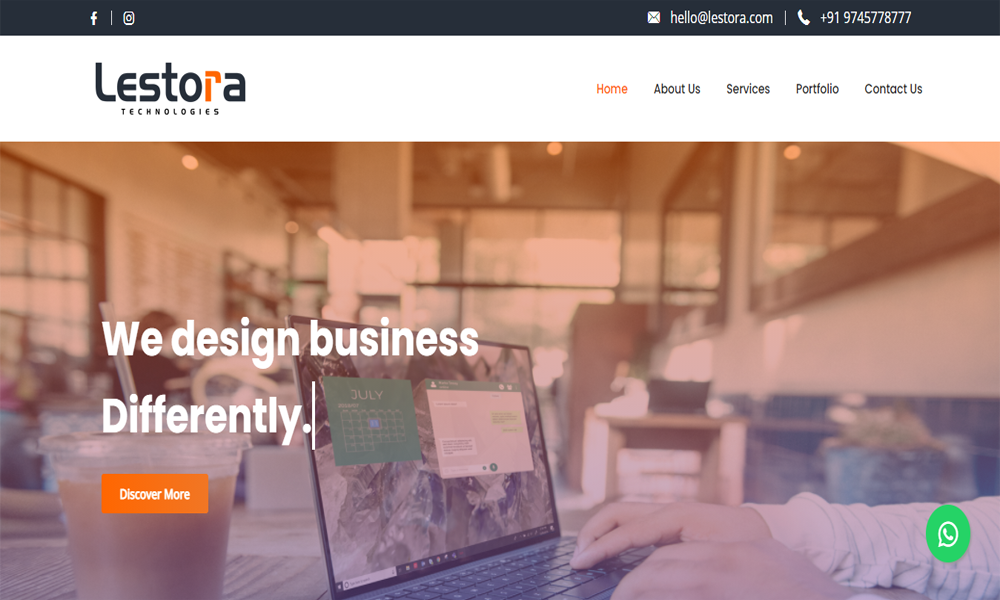 hello@lestora.com
+91 9745778777
Lestora
TECHNOLOGIES
Home
About Us
Services
Portfolio
Contact Us
We design business
Differently.
JULY
Discover More